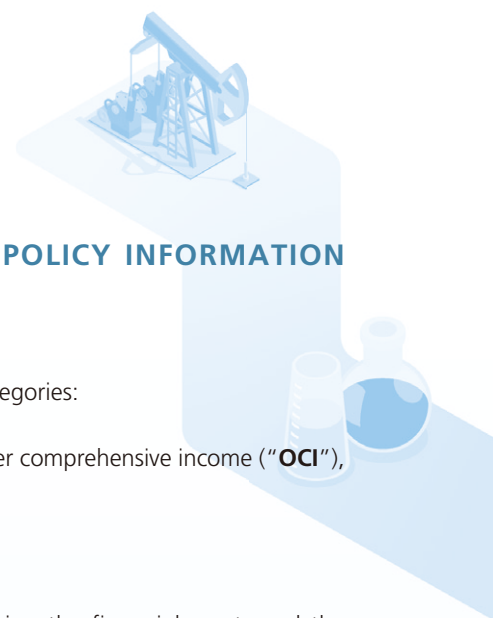 POLICY INFORMATION
egories:
er comprehensive income (“OCI”),